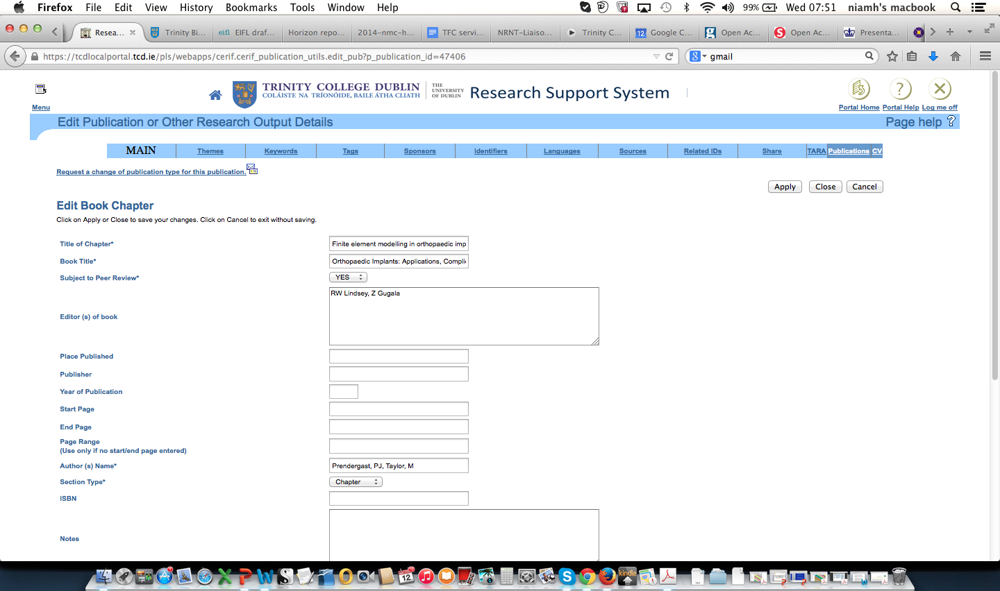 Firefox File Edit View History Bookmarks Tools Window Help 99% Wed 07:51 niamh's macbook
Resea... Trinity Bi... eifl EIFL draf... Horizon repo... 2014-nmc-h... TFC servi... NRNT-Liaiso... Trinity C... 12 Google C... Open Ac... S Open Ac... Presenta...
https://tcdlocalportal.tcd.ie/pls/webapps/cerif.cerif_publication_utils.edit_pub?p_publication_id=47406 8 gmail
TRINITY COLLEGE DUBLIN
COLÁISTE NA TRÍONÓIDE, BAILE ÁTHA CLIATH
THE
UNIVERSITY
OF DUBLIN
Research Support System
Menu Portal Home Portal Help Log me off
Edit Publication or Other Research Output Details Page help ?
MAIN Themes Keywords Tags Sponsors Identifiers Languages Sources Related IDs Share TARA Publications CV
Request a change of publication type for this publication.
Apply Close Cancel
Edit Book Chapter
Click on Apply or Close to save your changes. Click on Cancel to exit without saving.
Title of Chapter* Finite element modelling in orthopaedic imp
Book Title* Orthopaedic Implants: Applications, Compli
Subject to Peer Review* YES
RW Lindsey, Z Gugala
Editor (s) of book
Place Published
Publisher
Year of Publication
Start Page
End Page
Page Range
(Use only if no start/end page entered)
Author (s) Name* Prendergast, PJ, Taylor, M
Section Type* Chapter
ISBN
Notes
12 kindle